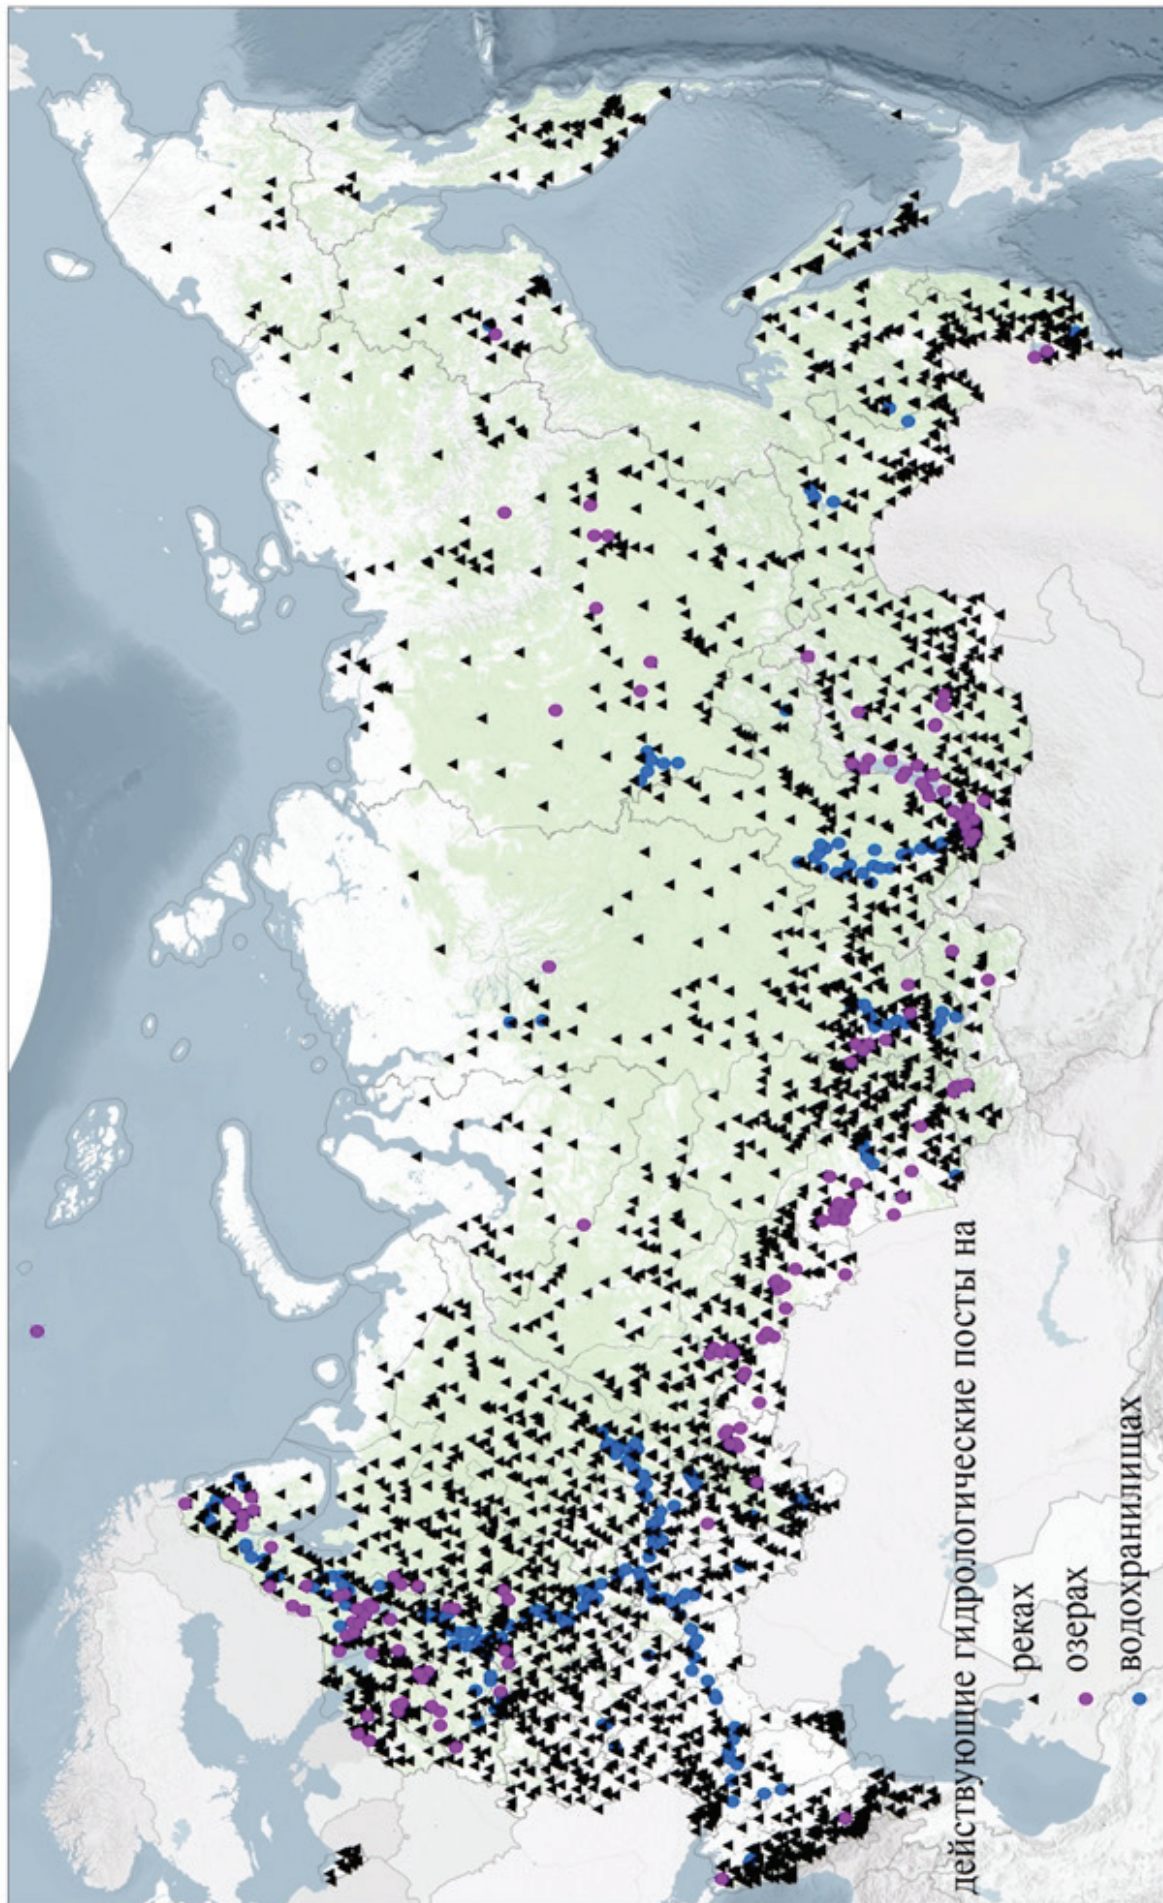 действующие гидрологические посты на
реках
озерах
водохранилищах